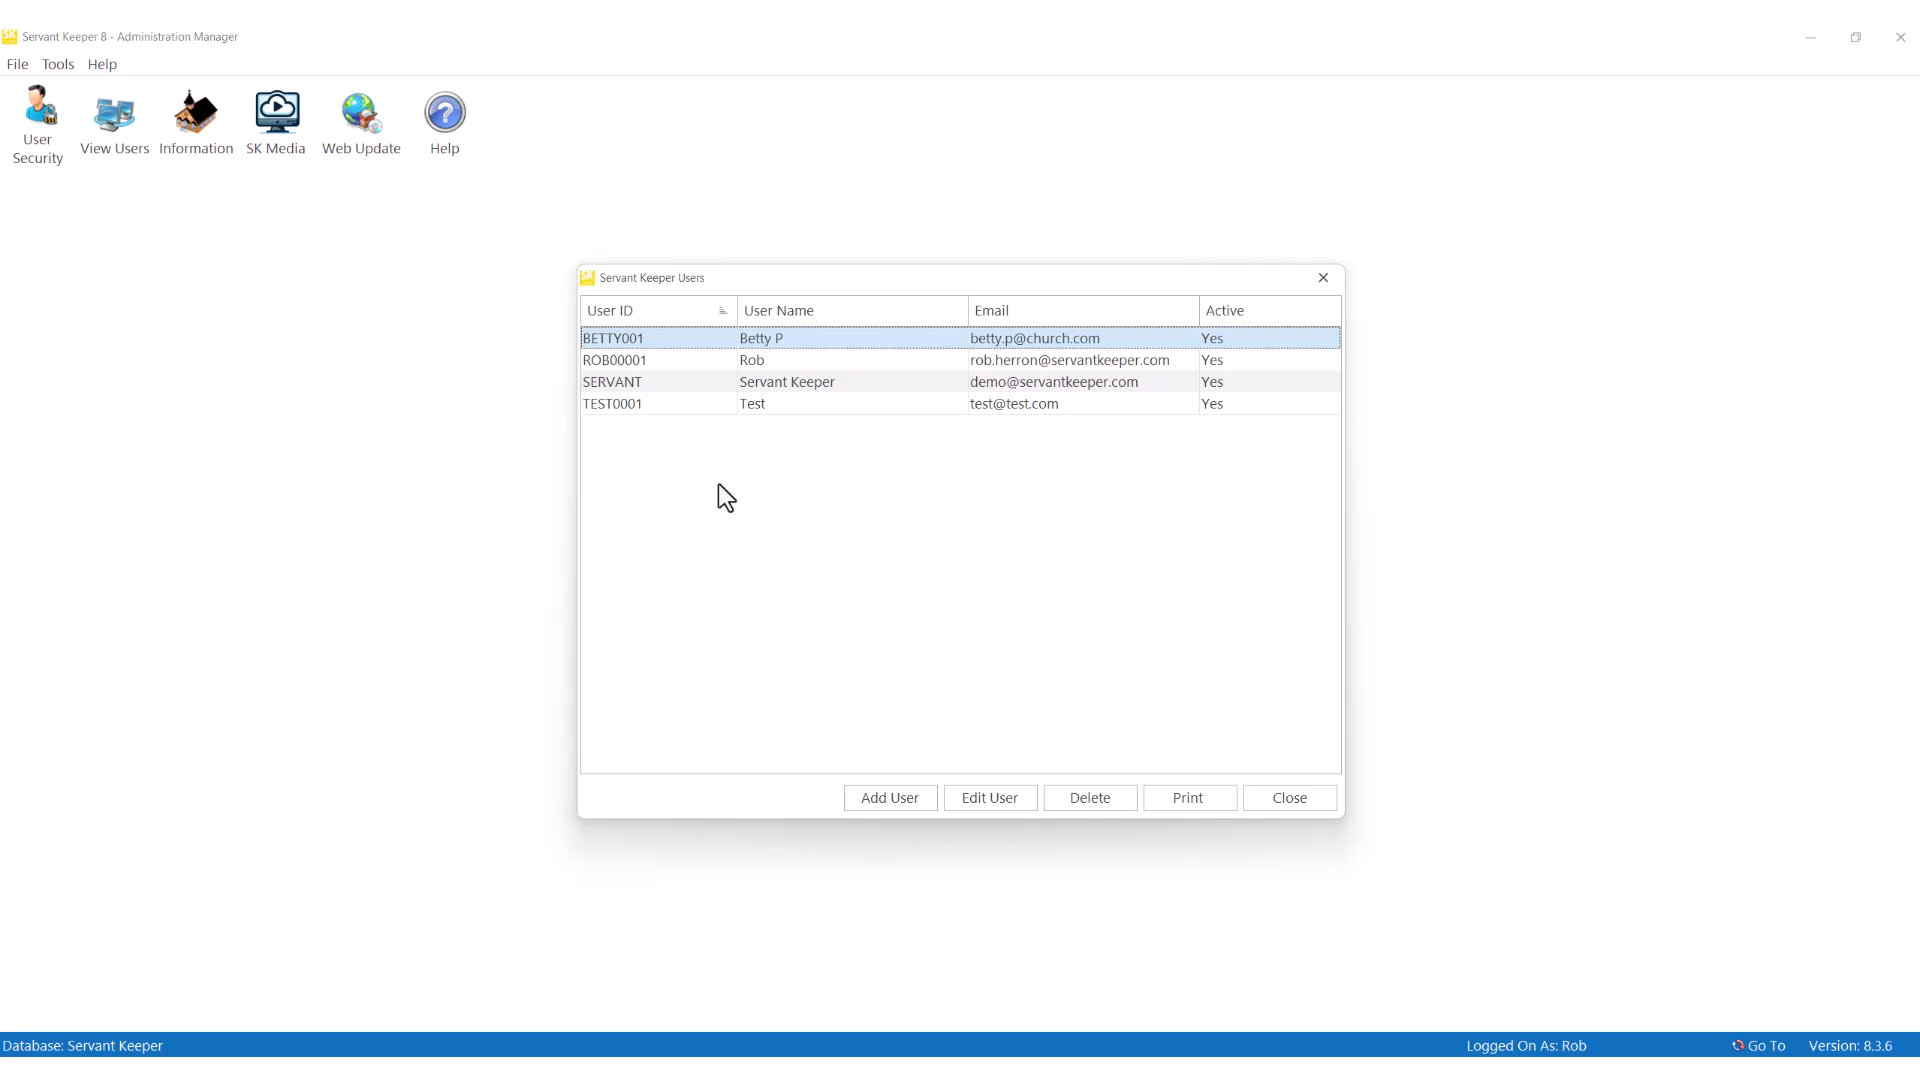 SK Servant Keeper 8 - Administration Manager
File Tools Help
User Security
View Users
Information
SK Media
Web Update
Help
SK Servant Keeper Users
User ID User Name Email Active
BETTY001 Betty P betty.p@church.com Yes
ROB00001 Rob rob.herron@servantkeeper.com Yes
SERVANT Servant Keeper demo@servantkeeper.com Yes
TEST0001 Test test@test.com Yes
Add User Edit User Delete Print Close
Database: Servant Keeper Logged On As: Rob Go To Version: 8.3.6